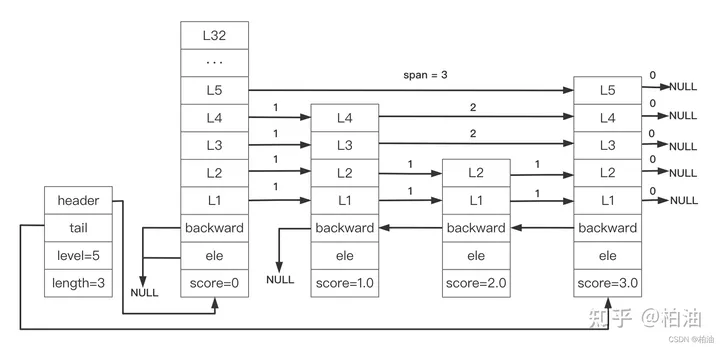 L32
...
L5
L4
L3
L2
L1
backward
ele
score=0
header
tail
level=5
length=3
NULL
span = 3
1
1
1
1
L4
L3
L2
L1
backward
ele
score=1.0
NULL
2
2
1
1
L2
L1
backward
ele
score=2.0
1
1
L5
L4
L3
L2
L1
backward
ele
score=3.0
0
NULL
0
NULL
0
NULL
0
NULL
0
NULL
知乎 @柏油
CSDN @柏油